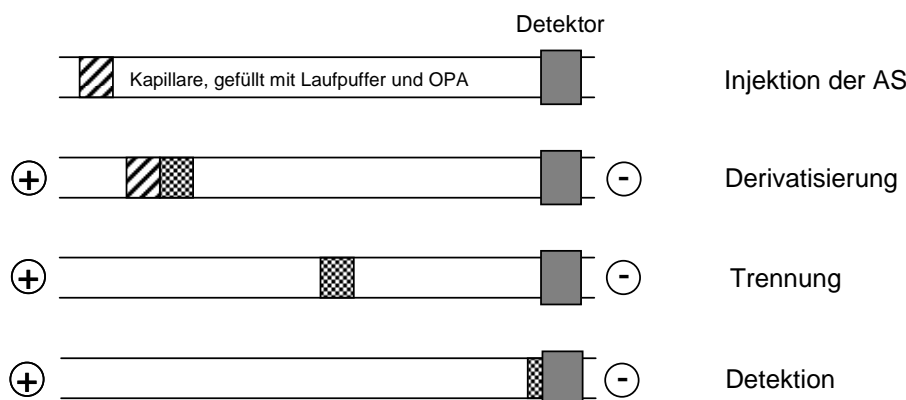 Detektor
Kapillare, gefüllt mit Laufpuffer und OPA
Injektion der AS
+
-
Derivatisierung
+
-
Trennung
+
-
Detektion